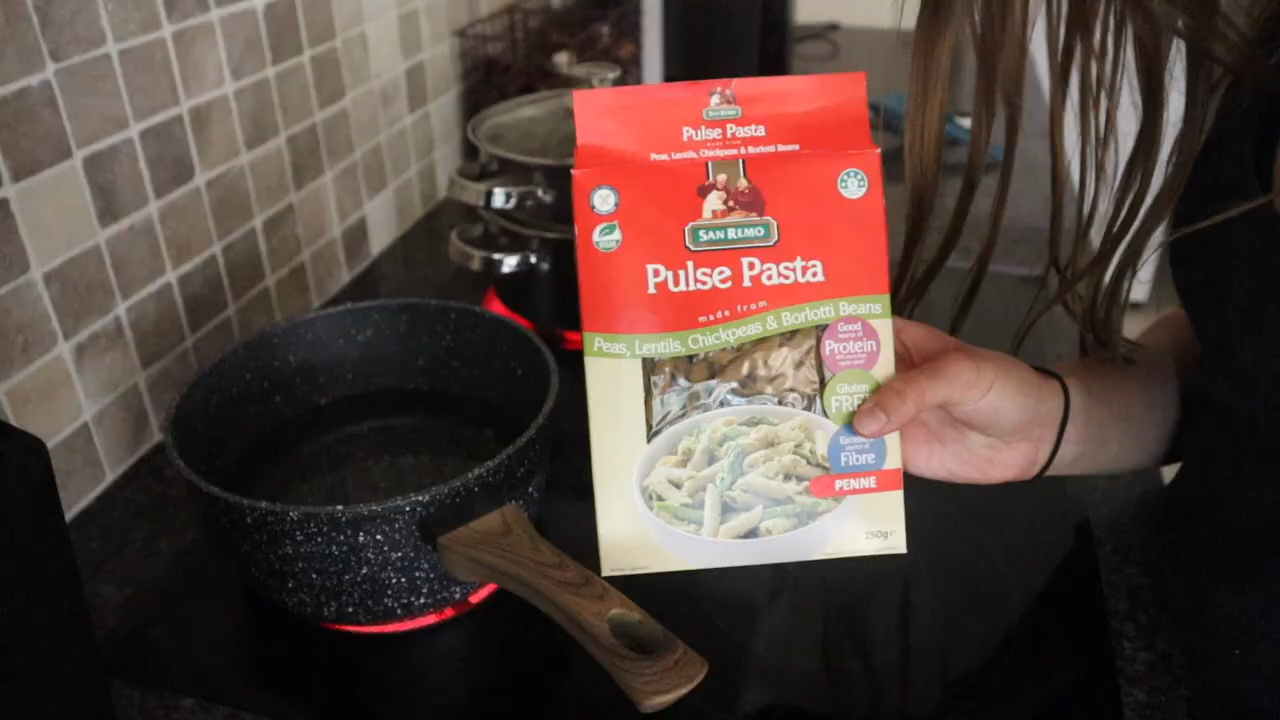 SAN REMO
Pulse Pasta
made from
Peas, Lentils, Chickpeas & Borlotti Beans
VEGAN
SAN REMO
Pulse Pasta
made from
Peas, Lentils, Chickpeas & Borlotti Beans
Good
source of
Protein
Gluten
FREE
Excellent
source of
Fibre
PENNE
250g e